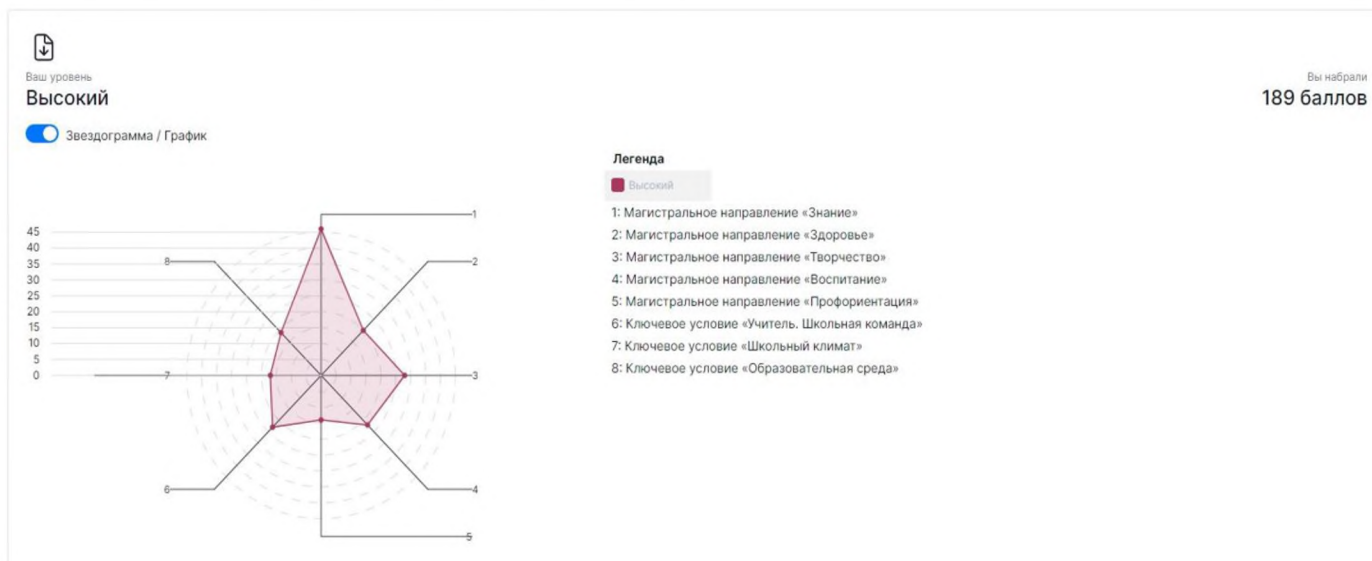 Ваш уровень
Высокий
Вы набрали
189 баллов
Звездограмма / График
Легенда
Высокий
1: Магистральное направление «Знание»
2: Магистральное направление «Здоровье»
3: Магистральное направление «Творчество»
4: Магистральное направление «Воспитание»
5: Магистральное направление «Профориентация»
6: Ключевое условие «Учитель. Школьная команда»
7: Ключевое условие «Школьный климат»
8: Ключевое условие «Образовательная среда»
45
40
35
30
25
20
15
10
5
0
1
2
3
4
5
6
7
8